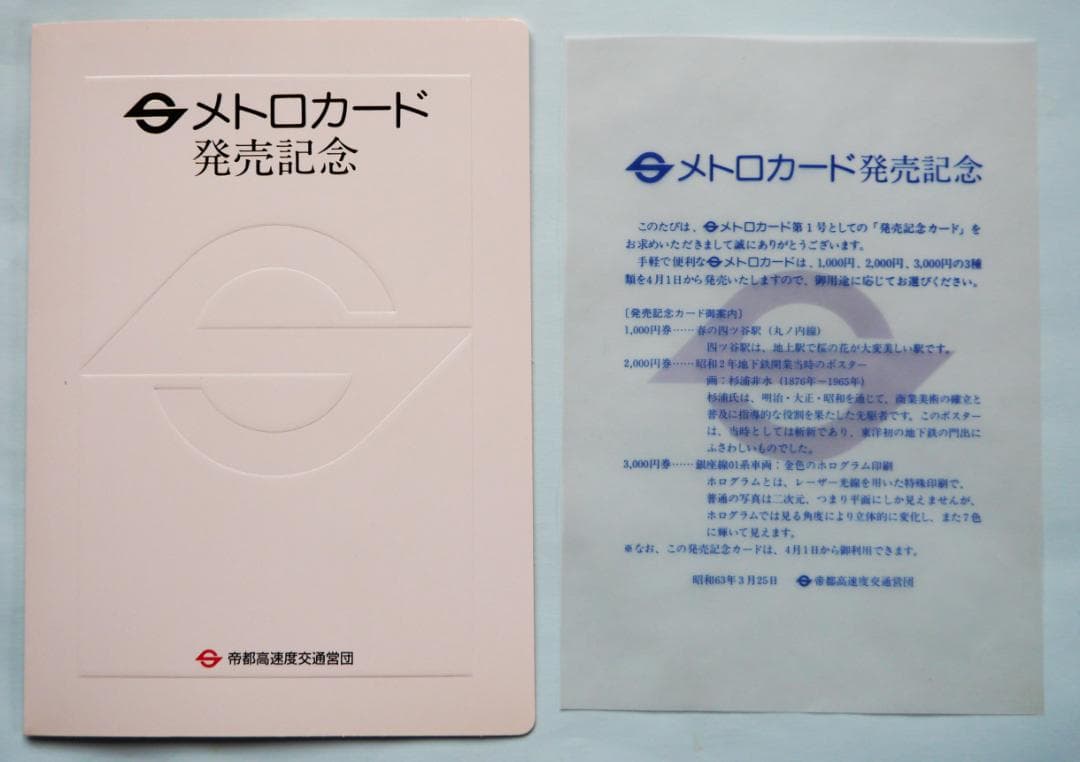 メトロカード
発売記念
帝都高速度交通営団
メトロカード発売記念
このたびは、メトロカード第1号としての「発売記念カード」を
お求めいただきまして誠にありがとうございます。
手軽で便利なメトロカードは、1,000円、2,000円、3,000円の3種
類を4月1日から発売いたしますので、御用途に応じてお選びください。
〔発売記念カード御案内〕
1,000円券……春の四ツ谷駅(丸ノ内線)
四ツ谷駅は、地上駅で桜の花が大変美しい駅です。
2,000円券……昭和2年地下鉄開業当時のポスター
画:杉浦非水(1876年−1965年)
杉浦氏は、明治・大正・昭和を通じて、商業美術の確立と
普及に指導的な役割を果たした先駆者です。このポスター
は、当時としては斬新であり、東洋初の地下鉄の門出に
ふさわしいものでした。
3,000円券……銀座線01系車両:金色のホログラム印刷
ホログラムとは、レーザー光線を用いた特殊印刷で、
普通の写真は二次元、つまり平面にしか見えませんが、
ホログラムでは見る角度により立体的に変化し、また7色
に輝いて見えます。
※なお、この発売記念カードは、4月1日から御利用できます。
昭和63年3月25日 帝都高速度交通営団